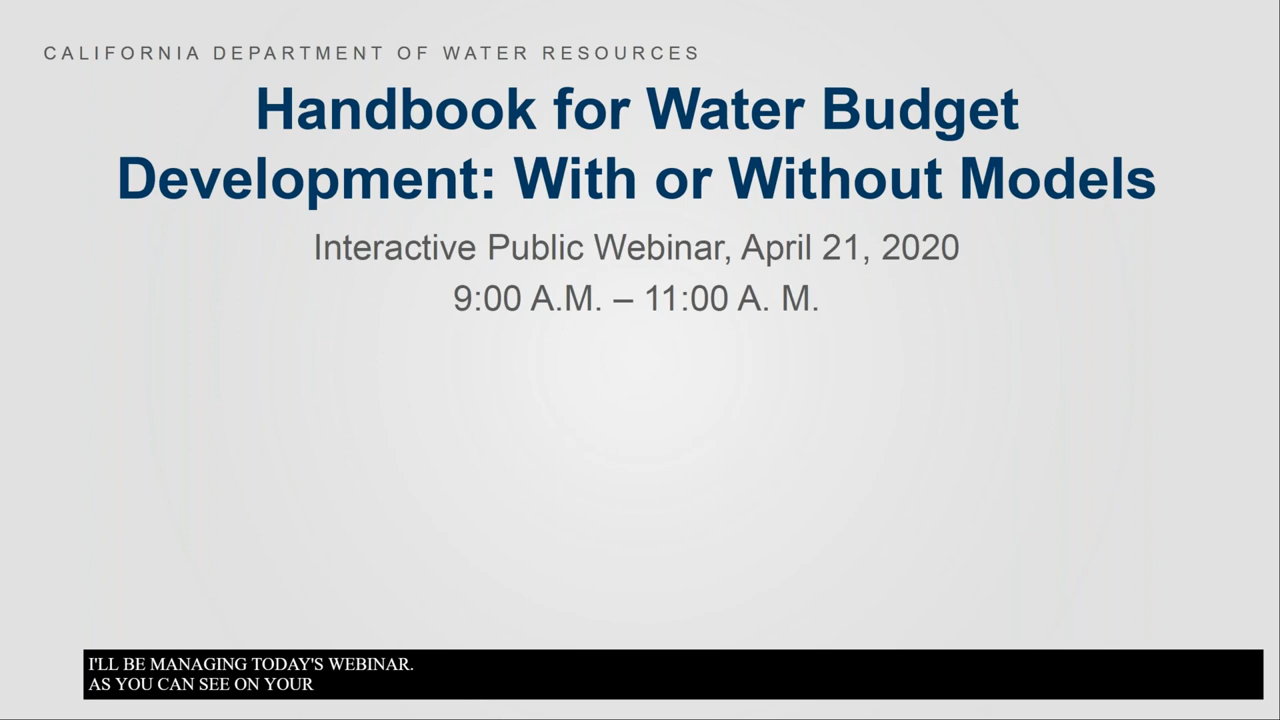 CALIFORNIA DEPARTMENT OF WATER RESOURCES
Handbook for Water Budget
Development: With or Without Models
Interactive Public Webinar, April 21, 2020
9:00 A.M. – 11:00 A. M.
I'LL BE MANAGING TODAY'S WEBINAR.
AS YOU CAN SEE ON YOUR